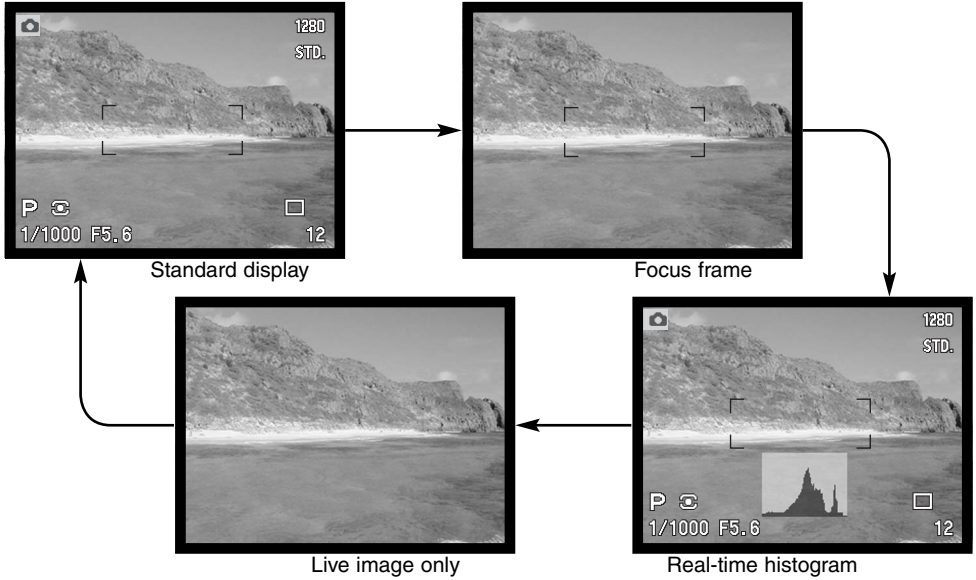 1280
STD.
P
1/1000 F5.6
12
Standard display
Focus frame
Live image only
1280
STD.
P
1/1000 F5.6
12
Real-time histogram